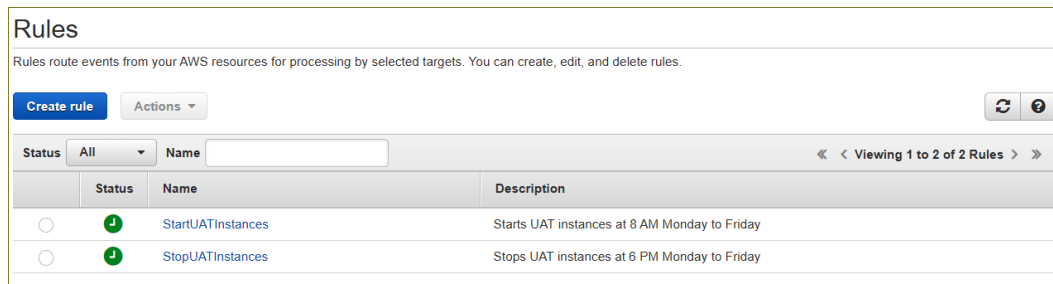 Rules
Rules route events from your AWS resources for processing by selected targets. You can create, edit, and delete rules.
Create rule Actions
Status All Name « < Viewing 1 to 2 of 2 Rules > »
Status Name Description
StartUATInstances Starts UAT instances at 8 AM Monday to Friday
StopUATInstances Stops UAT instances at 6 PM Monday to Friday